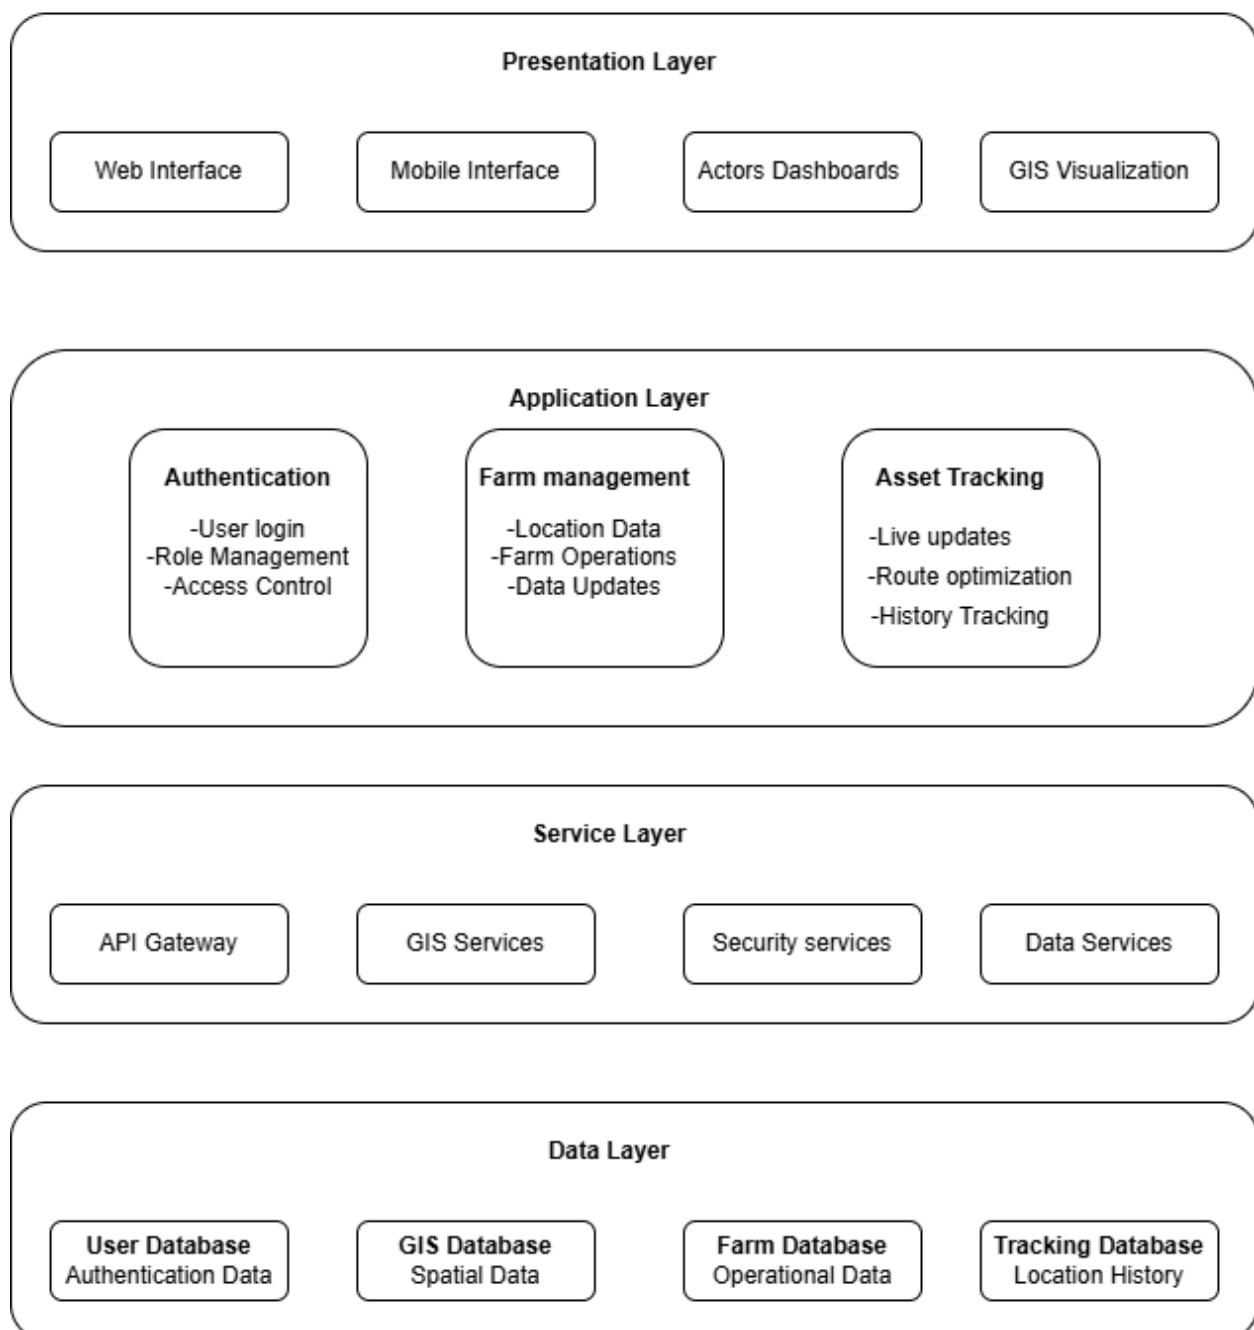 Presentation Layer
Web Interface
Mobile Interface
Actors Dashboards
GIS Visualization
Application Layer
Authentication
-User login
-Role Management
-Access Control
Farm management
-Location Data
-Farm Operations
-Data Updates
Asset Tracking
-Live updates
-Route optimization
-History Tracking
Service Layer
API Gateway
GIS Services
Security services
Data Services
Data Layer
User Database
Authentication Data
GIS Database
Spatial Data
Farm Database
Operational Data
Tracking Database
Location History